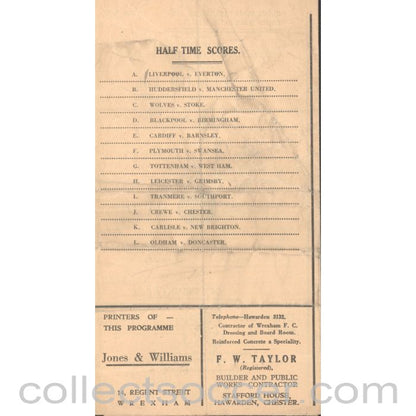 HALF TIME SCORES.
A. LIVERPOOL v. EVERTON.
B. HUDDERSFIELD v. MANCHESTER UNITED.
C. WOLVES v. STOKE.
D. BLACKPOOL v. BIRMINGHAM.
E. CARDIFF v. BARNSLEY.
F. PLYMOUTH v. SWANSEA.
G. TOTTENHAM v. WEST HAM.
H. LEICESTER v. GRIMSBY.
I. TRANMERE v. SOUTHPORT.
J. CREWE v. CHESTER.
K. CARLISLE v. NEW BRIGHTON.
L. OLDHAM v. DONCASTER.
PRINTERS OF —
THIS PROGRAMME
Jones & Williams
14, REGENT STREET
WREXHAM
Telephone—Hawarden 3132.
Contractor of Wrexham F. C.
Dressing and Board Room.
Reinforced Concrete a Speciality.
F. W. TAYLOR
(Registered),
BUILDER AND PUBLIC
WORKS CONTRACTOR
STAFFORD HOUSE,
HAWARDEN, CHESTER.
collectsoccer.com